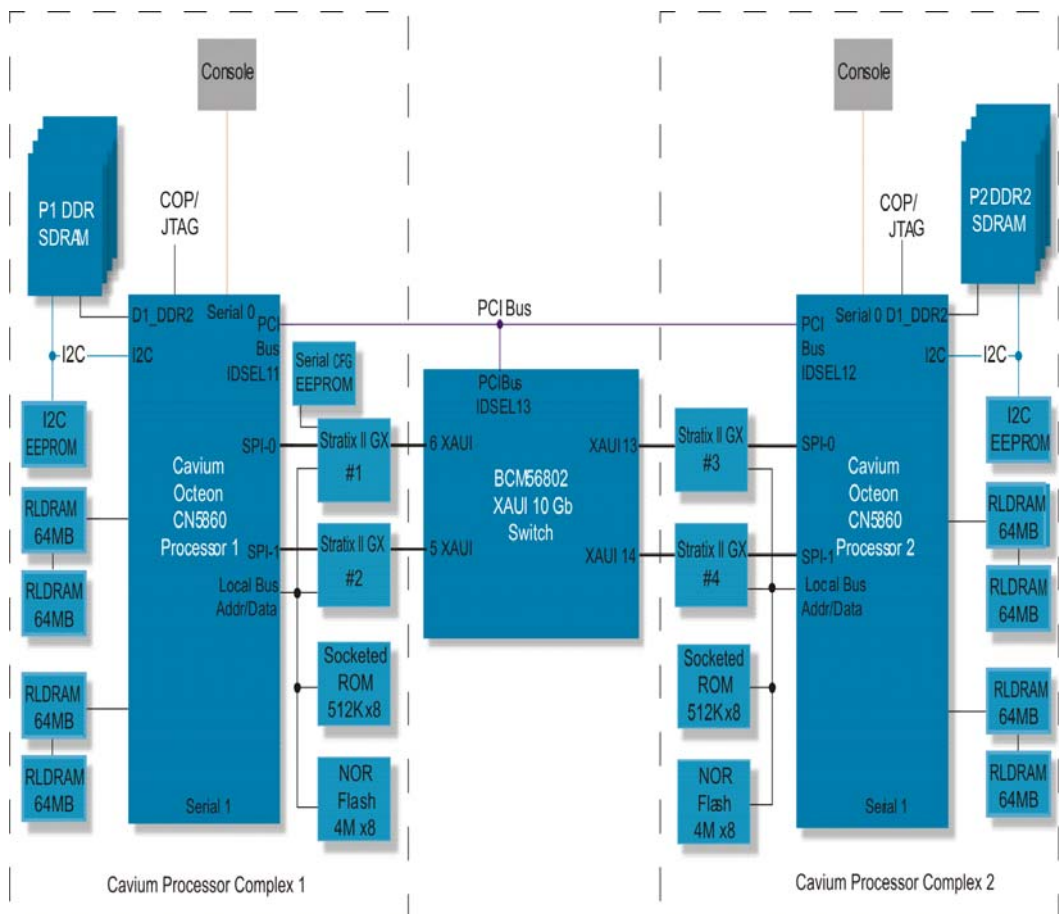 Console
P1 DDR
SDRAM
COP/
JTAG
D1_DDR2
Serial 0
PCI
Bus
IDSEL11
I2C
I2C
I2C
EEPROM
Serial CFG
EEPROM
SPI-0
Stratix II GX
#1
Cavium
Octeon
CN5860
Processor 1
RLDRAM
64MB
RLDRAM
64MB
SPI-1
Stratix II GX
#2
Local Bus
Addr/Data
Socketed
ROM
512K x8
RLDRAM
64MB
RLDRAM
64MB
NOR
Flash
4M x8
Serial 1
Cavium Processor Complex 1
PCI Bus
PCIBus
IDSEL13
6 XAUI
XAUI 13
BCM56802
XAUI 10 Gb
Switch
5 XAUI
XAUI 14
Console
COP/
JTAG
P2 DDR2
SDRAM
Serial 0
D1_DDR2
PCI
Bus
IDSEL12
I2C
I2C
I2C
EEPROM
Stratix II GX
#3
SPI-0
Cavium
Octeon
CN5860
Processor 2
RLDRAM
64MB
RLDRAM
64MB
Stratix II GX
#4
SPI-1
Local Bus
Addr/Data
Socketed
ROM
512K x8
RLDRAM
64MB
RLDRAM
64MB
NOR
Flash
4M x8
Serial 1
Cavium Processor Complex 2